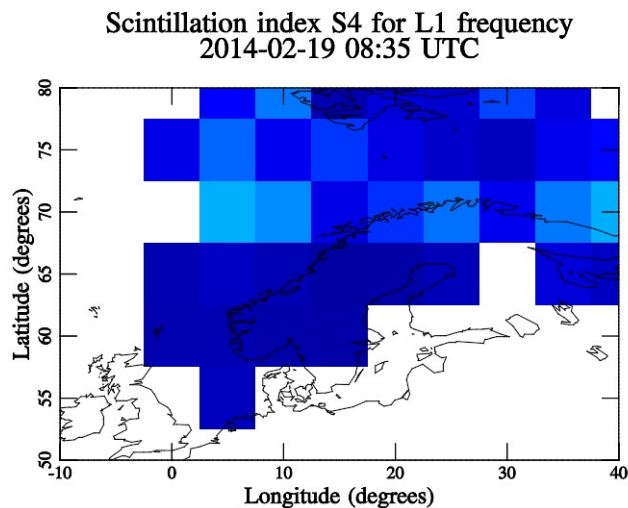 Scintillation index S4 for L1 frequency
2014-02-19 08:35 UTC
80
75
70
65
60
55
50
Latitude (degrees)
-10 0 10 20 30 40
Longitude (degrees)